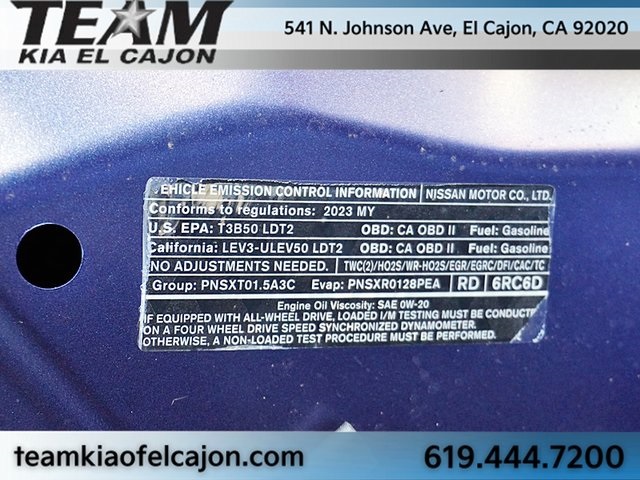 TEAM
KIA EL CAJON
541 N. Johnson Ave, El Cajon, CA 92020
EHICLE EMISSION CONTROL INFORMATION NISSAN MOTOR CO., LTD.
Conforms to regulations: 2023 MY
U.S. EPA: T3B50 LDT2 OBD: CA OBD II Fuel: Gasoline
California: LEV3-ULEV50 LDT2 OBD: CA OBD II Fuel: Gasoline
NO ADJUSTMENTS NEEDED. TWC(2)/HO2S/WR-HO2S/EGR/EGRC/DFI/CAC/TC
Group: PNSXT01.5A3C Evap: PNSXR0128PEA RD 6RC6D
Engine Oil Viscosity: SAE 0W-20
IF EQUIPPED WITH ALL-WHEEL DRIVE, LOADED I/M TESTING MUST BE CONDUCTE
ON A FOUR WHEEL DRIVE SPEED SYNCHRONIZED DYNAMOMETER.
OTHERWISE, A NON-LOADED TEST PROCEDURE MUST BE PERFORMED.
teamkiaofelcajon.com 619.444.7200